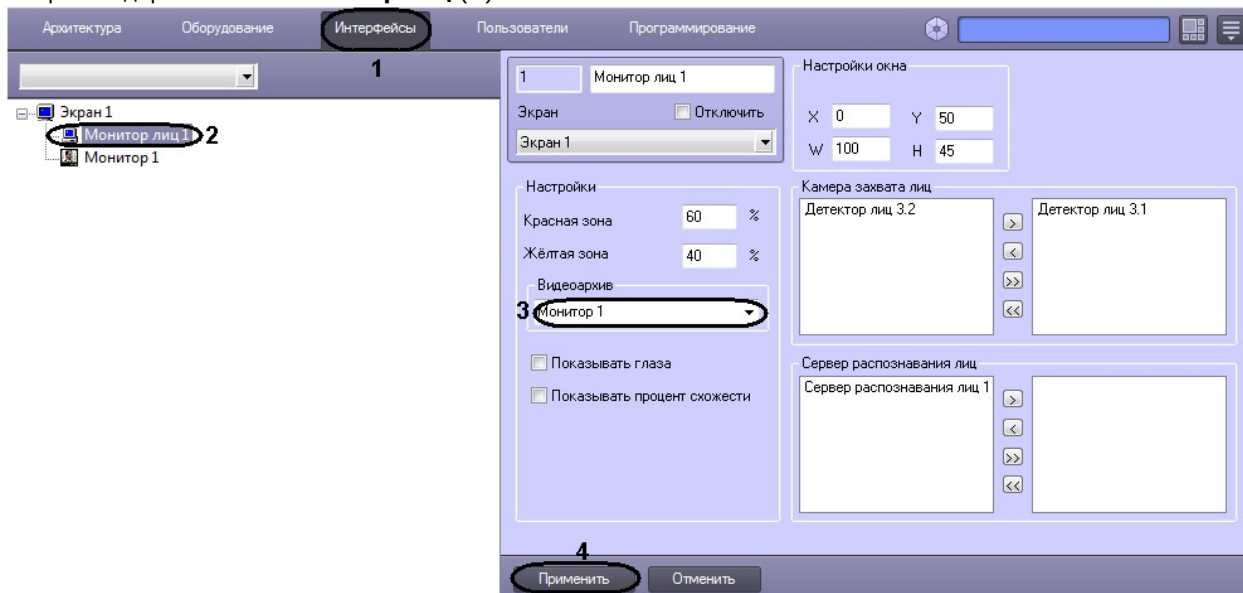 Архитектура Оборудование Интерфейсы Пользователи Программирование
1
Экран 1
Монитор лиц 1 2
Монитор 1
1 Монитор лиц 1
Экран Отключить
Экран 1
Настройки окна
X 0 Y 50
W 100 H 45
Настройки
Красная зона 60 %
Жёлтая зона 40 %
Видеоархив
3 Монитор 1
Показывать глаза
Показывать процент схожести
Камера захвата лиц
Детектор лиц 3.2 > Детектор лиц 3.1
<
>>
<<
Сервер распознавания лиц
Сервер распознавания лиц 1 >
<
>>
<<
4
Применить Отменить